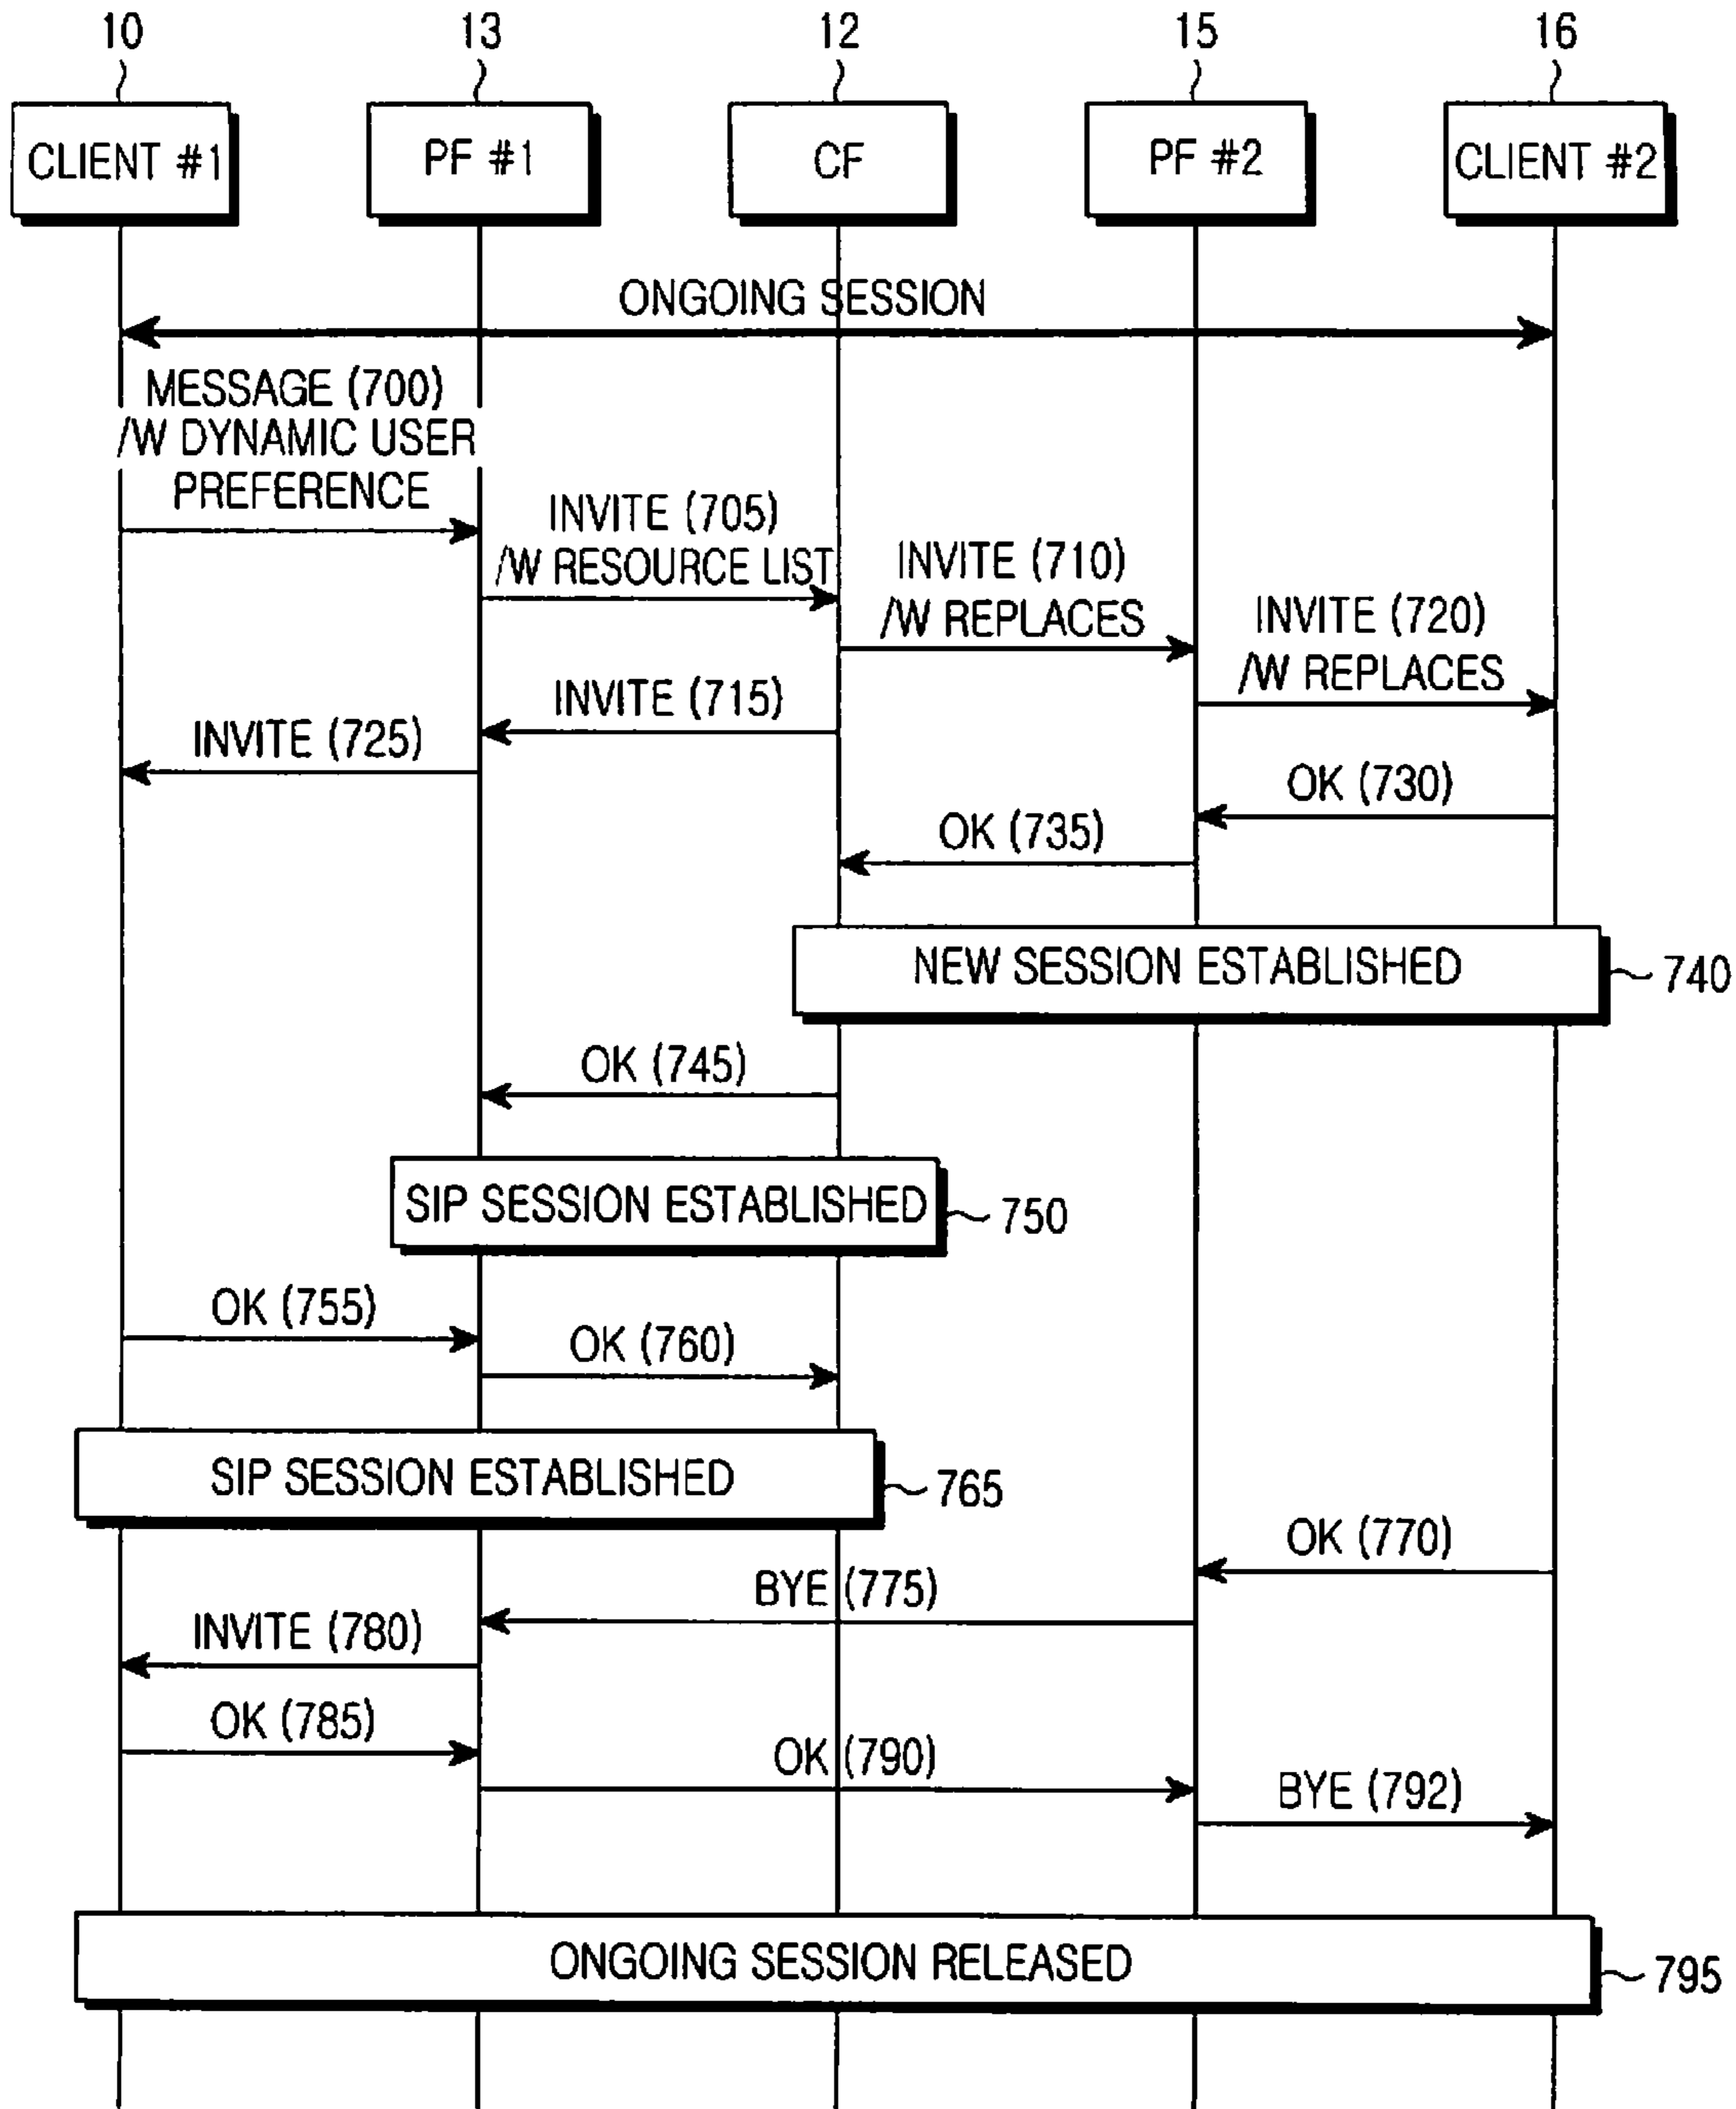 10
13
12
15
16
CLIENT #1
PF #1
CF
PF #2
CLIENT #2
ONGOING SESSION
MESSAGE (700)
/W DYNAMIC USER
PREFERENCE
INVITE (705)
/W RESOURCE LIST
INVITE (710)
/W REPLACES
INVITE (720)
/W REPLACES
INVITE (715)
INVITE (725)
OK (730)
OK (735)
NEW SESSION ESTABLISHED
740
OK (745)
SIP SESSION ESTABLISHED
750
OK (755)
OK (760)
SIP SESSION ESTABLISHED
765
OK (770)
BYE (775)
INVITE (780)
OK (785)
OK (790)
BYE (792)
ONGOING SESSION RELEASED
795